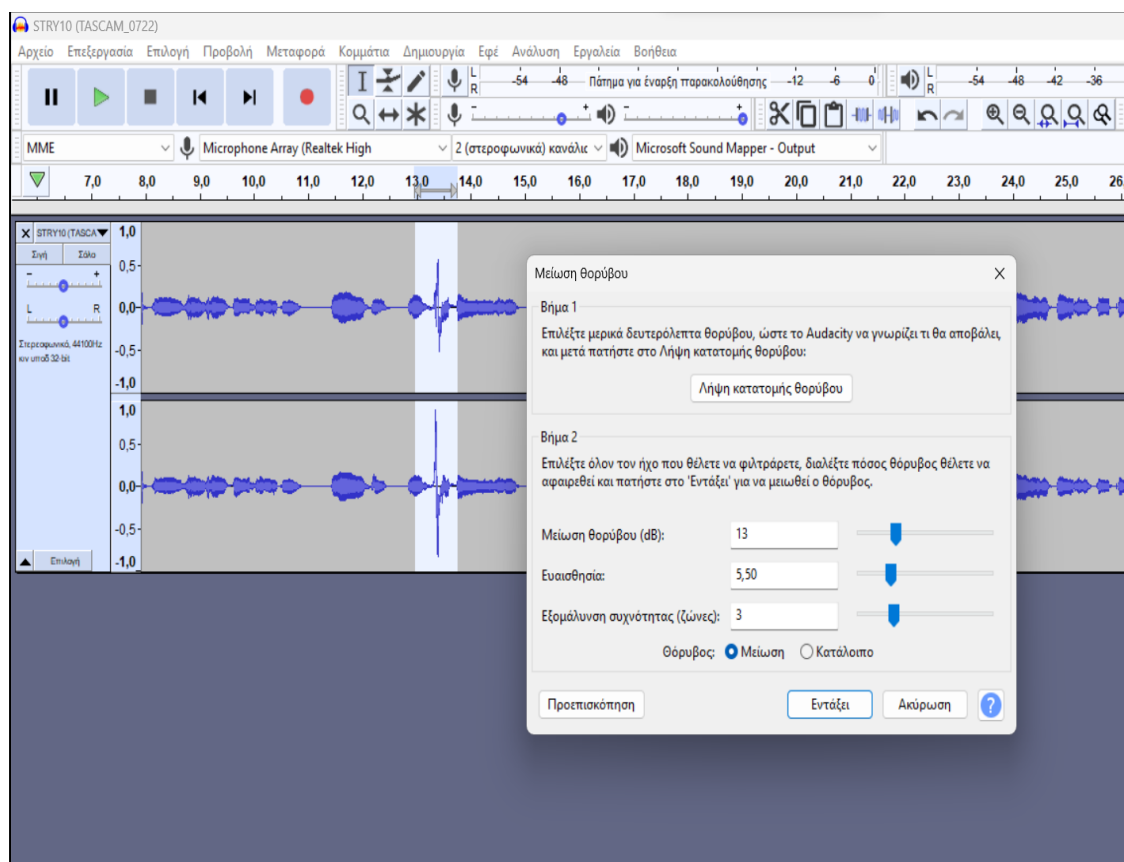 STRY10 (TASCAM_0722)
Αρχείο Επεξεργασία Επιλογή Προβολή Μεταφορά Κομμάτια Δημιουργία Εφέ Ανάλυση Εργαλεία Βοήθεια
L R -54 -48 Πάτημα για έναρξη παρακολούθησης -12 -6 0 L R -54 -48 -42 -36
- + - +
MME Microphone Array (Realtek High 2 (στεροφωνικά) κανάλις Microsoft Sound Mapper - Output
7,0 8,0 9,0 10,0 11,0 12,0 13,0 14,0 15,0 16,0 17,0 18,0 19,0 20,0 21,0 22,0 23,0 24,0 25,0 26,
X STRY10 (TASCA 1,0
Σιγή Σόλο
- + 0,5-
L R 0,0-
Στερεοφωνικό, 44100Hz -0,5-
κιν υποδ 32-bit
-1,0
1,0
0,5-
0,0-
-0,5-
Επιλογή -1,0
Μείωση θορύβου
Βήμα 1
Επιλέξτε μερικά δευτερόλεπτα θορύβου, ώστε το Audacity να γνωρίζει τι θα αποβάλει,
και μετά πατήστε στο Λήψη κατατομής θορύβου:
Λήψη κατατομής θορύβου
Βήμα 2
Επιλέξτε όλον τον ήχο που θέλετε να φιλτράρετε, διαλέξτε πόσος θόρυβος θέλετε να
αφαιρεθεί και πατήστε στο 'Εντάξει' για να μειωθεί ο θόρυβος.
Μείωση θορύβου (dB): 13
Ευαισθησία: 5,50
Εξομάλυνση συχνότητας (ζώνες): 3
Θόρυβος: Μείωση Κατάλοιπο
Προεπισκόπηση Εντάξει Ακύρωση ?